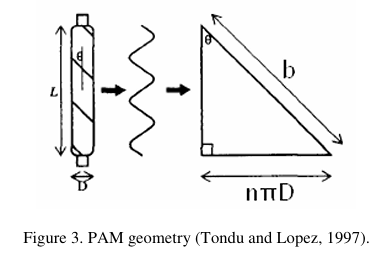 θ
L
D
θ
b
nπD
Figure 3. PAM geometry (Tondu and Lopez, 1997).